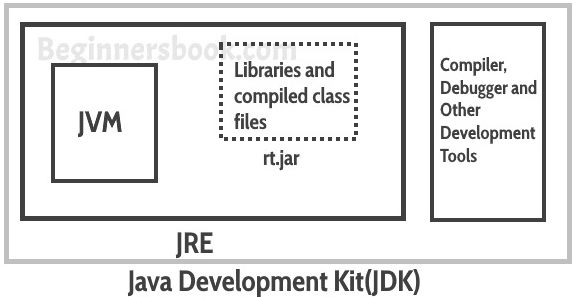 Beginnersbook.com
JVM
Libraries and
compiled class
files
rt.jar
Compiler,
Debugger and
Other
Development
Tools
JRE
Java Development Kit(JDK)